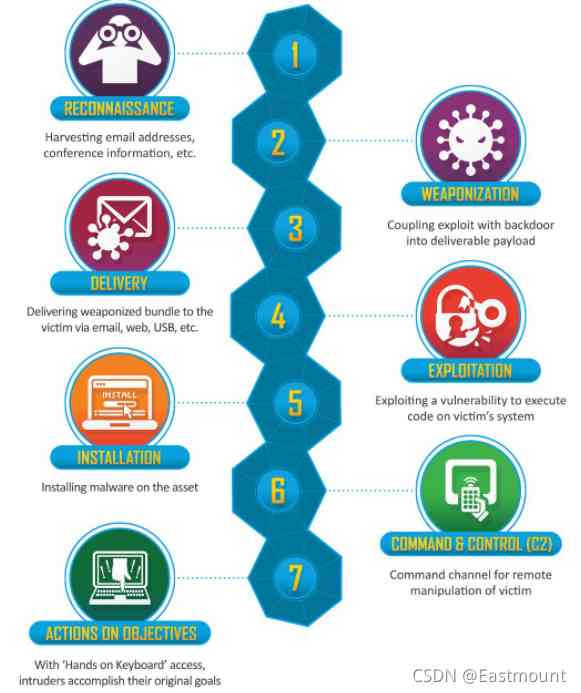 1
RECONNAISSANCE
Harvesting email addresses,
conference information, etc.
2
WEAPONIZATION
Coupling exploit with backdoor
into deliverable payload
3
DELIVERY
Delivering weaponized bundle to the
victim via email, web, USB, etc.
4
EXPLOITATION
Exploiting a vulnerability to execute
code on victim's system
5
INSTALL
INSTALLATION
Installing malware on the asset
6
COMMAND & CONTROL (C2)
Command channel for remote
manipulation of victim
7
ACTIONS ON OBJECTIVES
With 'Hands on Keyboard' access,
intruders accomplish their original goals
CSDN @Eastmount